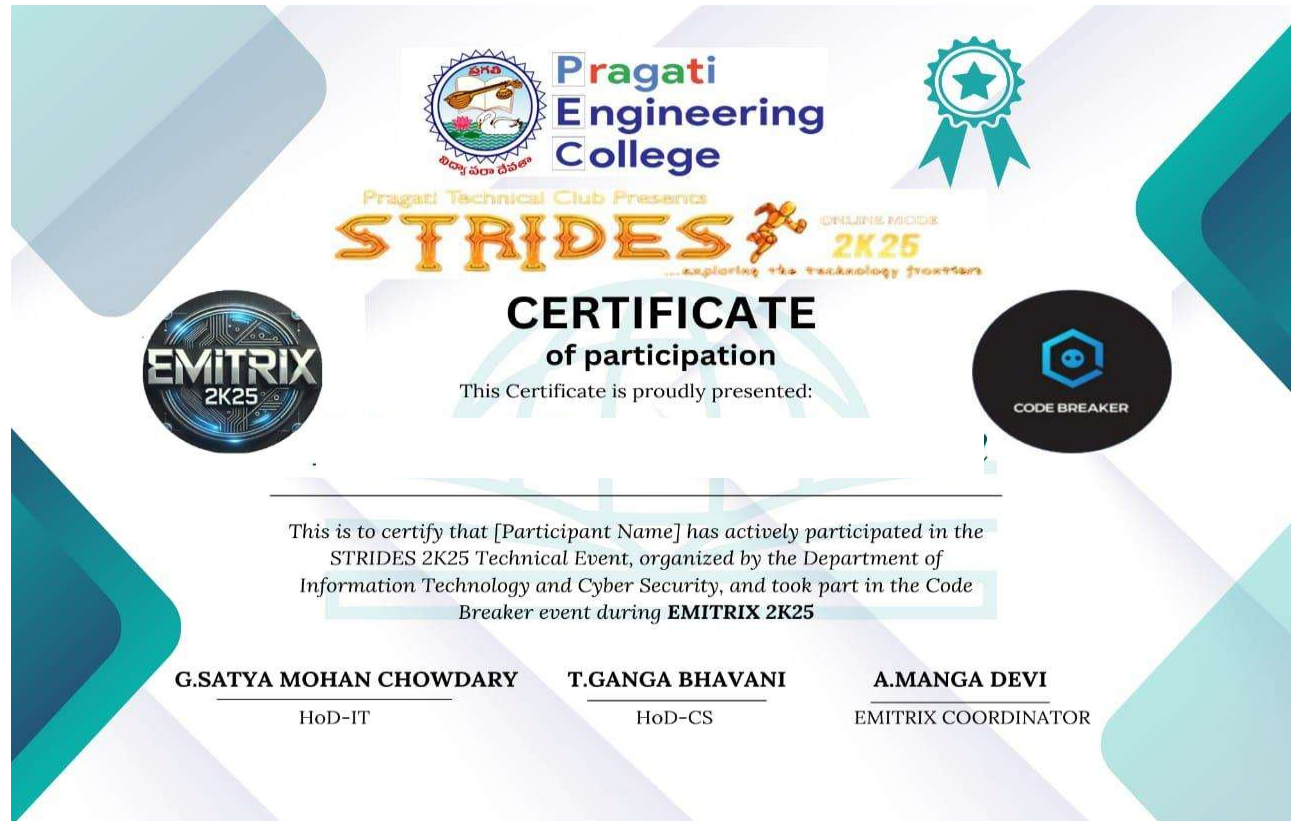 ప్రగతి
విద్యా పరా దేవతా
Pragati
Engineering
College
Pragati Technical Club Presents
STRIDES
ONLINE MODE
2K25
...exploring the technology frontiers
EMITRIX
2K25
CERTIFICATE
of participation
This Certificate is proudly presented:
CODE BREAKER
This is to certify that [Participant Name] has actively participated in the
STRIDES 2K25 Technical Event, organized by the Department of
Information Technology and Cyber Security, and took part in the Code
Breaker event during EMITRIX 2K25
G.SATYA MOHAN CHOWDARY
HoD-IT
T.GANGA BHAVANI
HoD-CS
A.MANGA DEVI
EMITRIX COORDINATOR